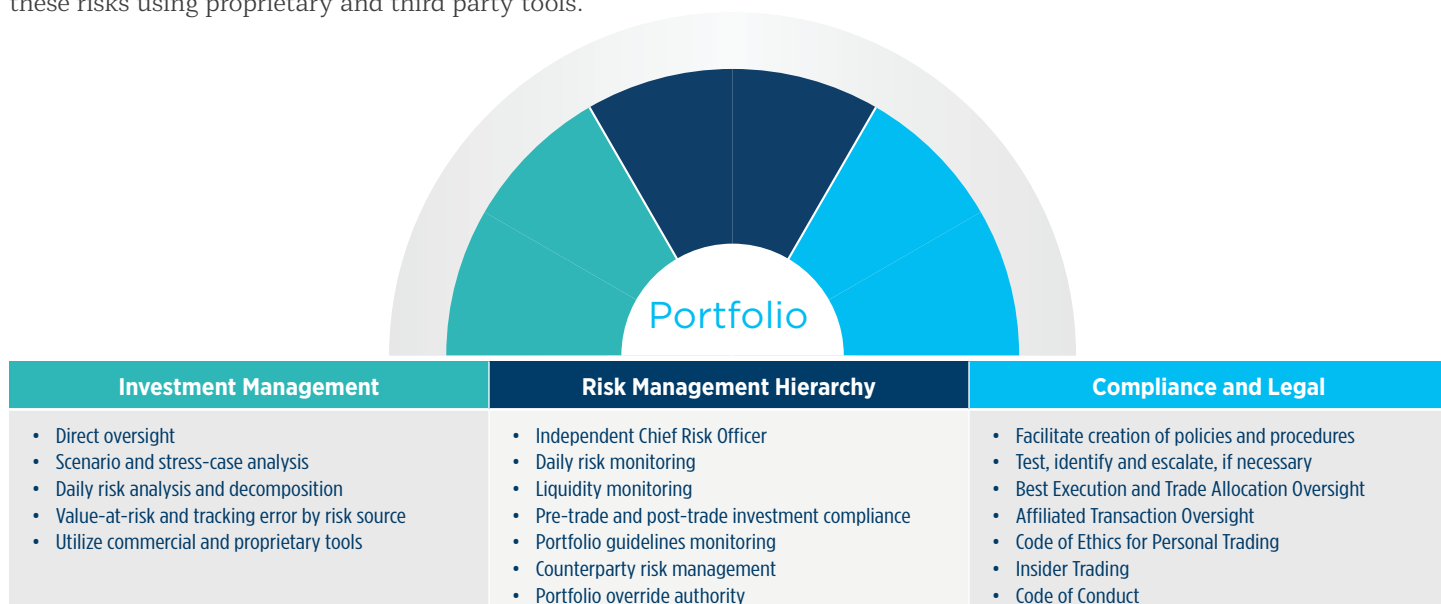 these risks using proprietary and third party tools.
Portfolio
Investment Management
• Direct oversight
• Scenario and stress-case analysis
• Daily risk analysis and decomposition
• Value-at-risk and tracking error by risk source
• Utilize commercial and proprietary tools
Risk Management Hierarchy
• Independent Chief Risk Officer
• Daily risk monitoring
• Liquidity monitoring
• Pre-trade and post-trade investment compliance
• Portfolio guidelines monitoring
• Counterparty risk management
• Portfolio override authority
Compliance and Legal
• Facilitate creation of policies and procedures
• Test, identify and escalate, if necessary
• Best Execution and Trade Allocation Oversight
• Affiliated Transaction Oversight
• Code of Ethics for Personal Trading
• Insider Trading
• Code of Conduct